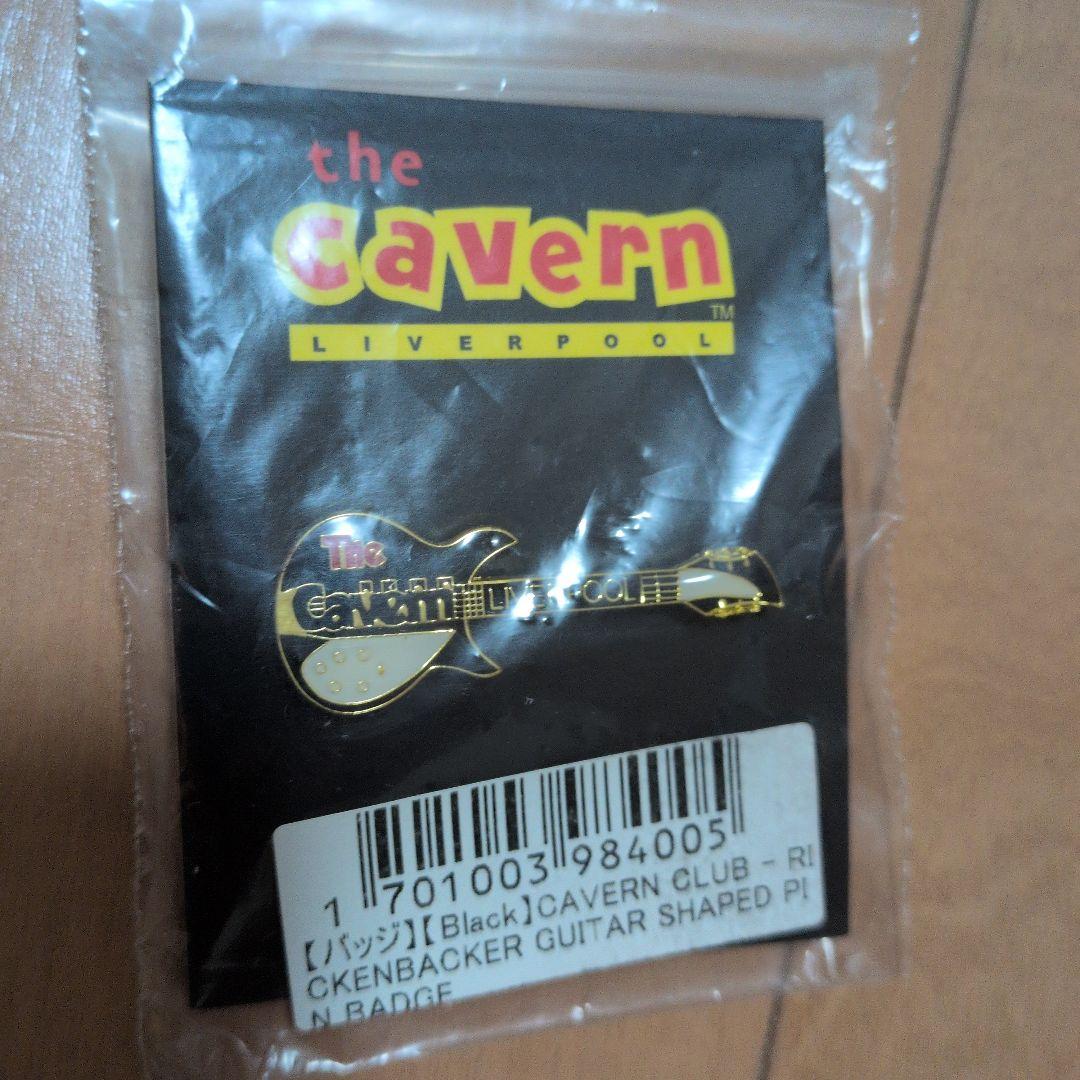 the
cavern
TM
LIVERPOOL
The
Cavern
LIVERPOOL
1 701003 984005
【バッジ】【Black】CAVERN CLUB - RI
CKENBACKER GUITAR SHAPED PI
N BADGE